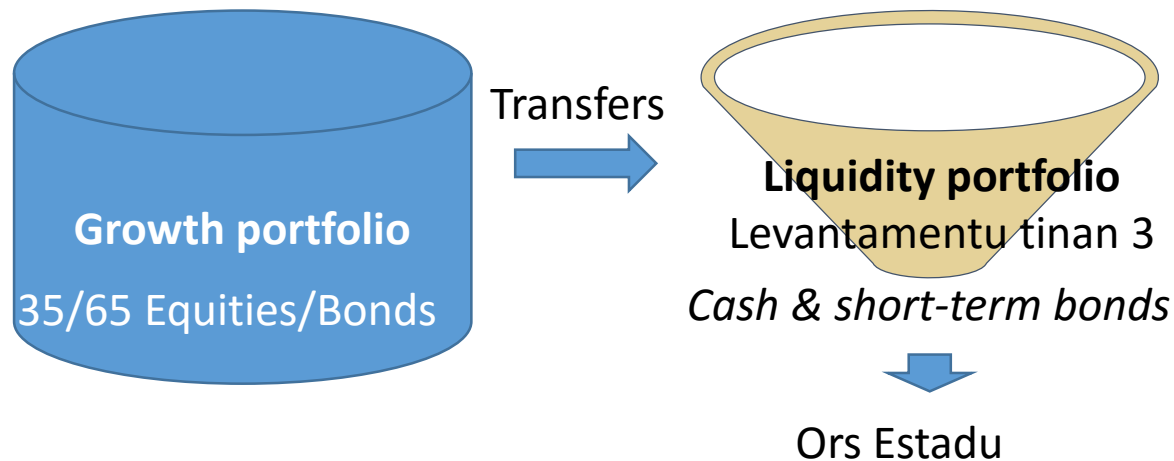 Growth portfolio
35/65 Equities/Bonds
Transfers
Liquidity portfolio
Levantamentu tinan 3
Cash & short-term bonds
Ors Estadu